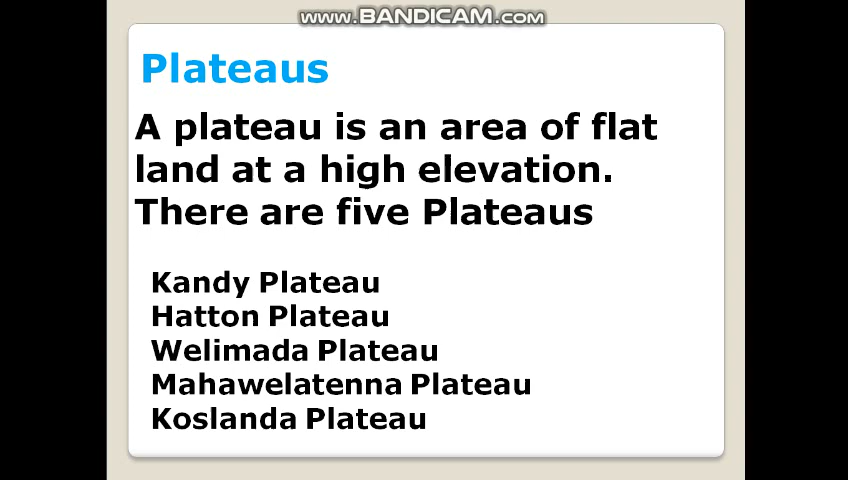 www.BANDICAM.com
Plateaus
A plateau is an area of flat
land at a high elevation.
There are five Plateaus
Kandy Plateau
Hatton Plateau
Welimada Plateau
Mahawelatenna Plateau
Koslanda Plateau